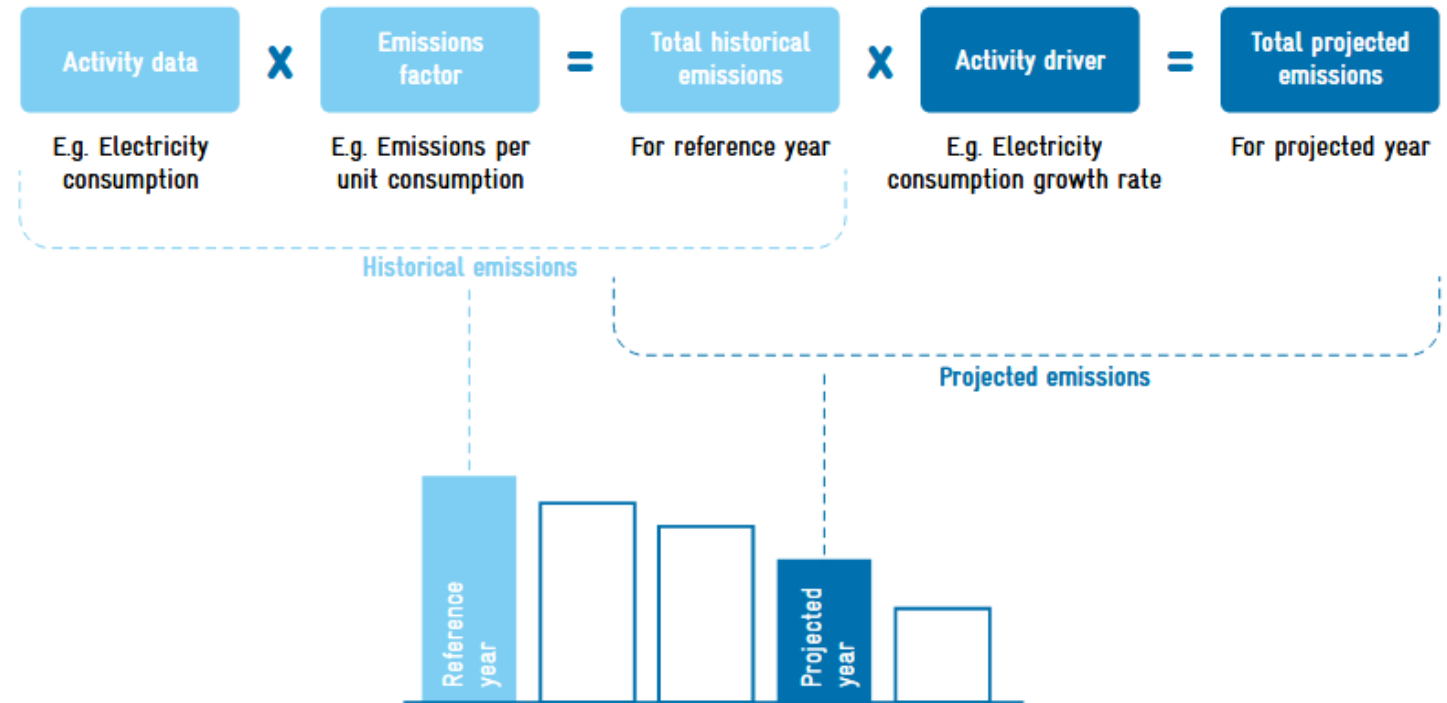 Activity data
X
Emissions
factor
=
Total historical
emissions
X
Activity driver
=
Total projected
emissions
E.g. Electricity
consumption
E.g. Emissions per
unit consumption
For reference year
E.g. Electricity
consumption growth rate
For projected year
Historical emissions
Projected emissions
Reference
year
Projected
year